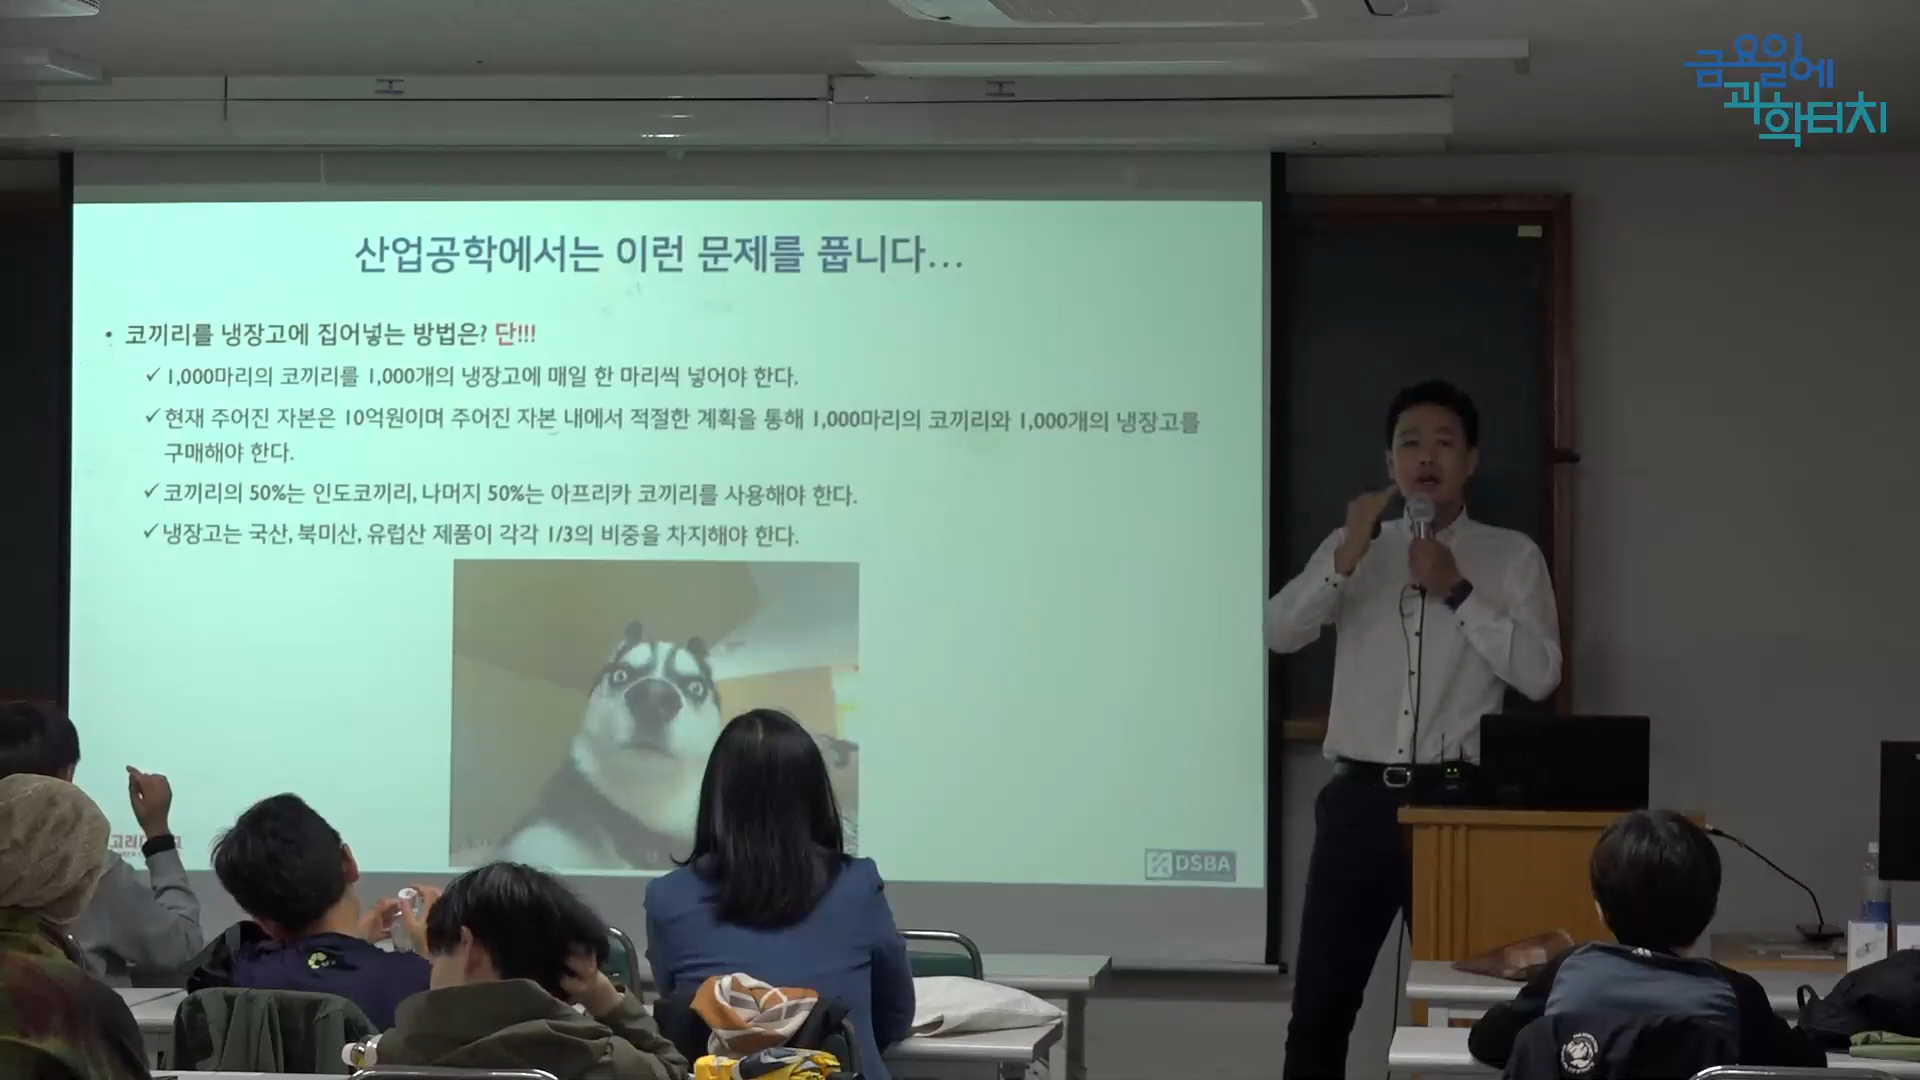 금요일에
과학터치
산업공학에서는 이런 문제를 풉니다...
• 코끼리를 냉장고에 집어넣는 방법은? 단!!!
✓ 1,000마리의 코끼리를 1,000개의 냉장고에 매일 한 마리씩 넣어야 한다.
✓ 현재 주어진 자본은 10억원이며 주어진 자본 내에서 적절한 계획을 통해 1,000마리의 코끼리와 1,000개의 냉장고를
구매해야 한다.
✓ 코끼리의 50%는 인도코끼리, 나머지 50%는 아프리카 코끼리를 사용해야 한다.
✓ 냉장고는 국산, 북미산, 유럽산 제품이 각각 1/3의 비중을 차지해야 한다.
DSBA